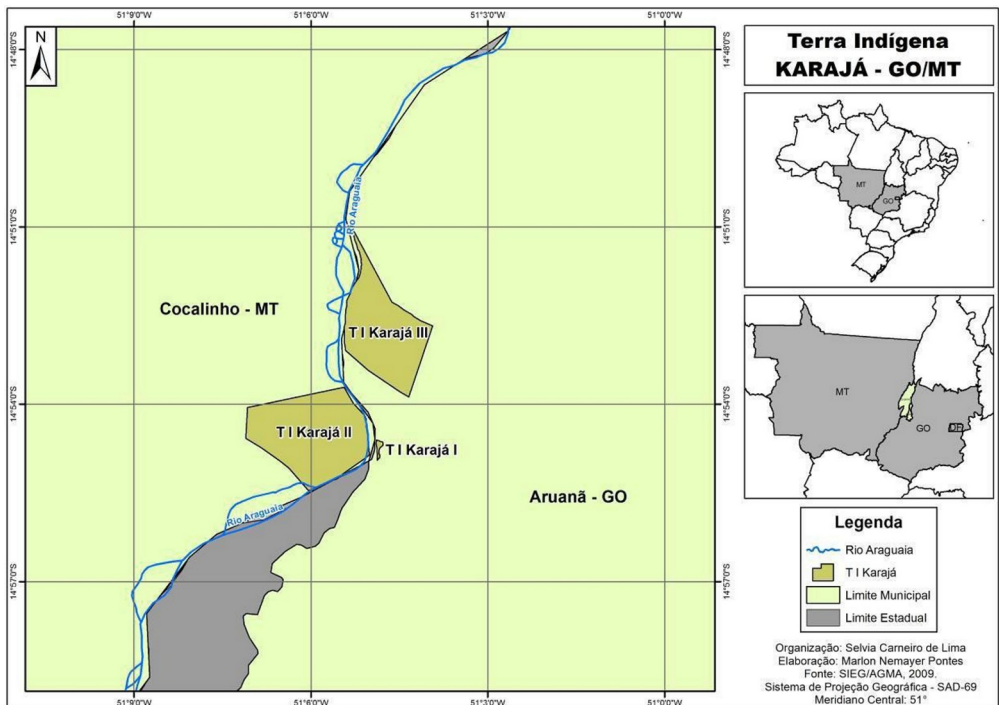 51°9'0"W
51°6'0"W
51°3'0"W
51°0'0"W
N
14°48'0"S
14°48'0"S
Rio Araguaia
14°51'0"S
14°51'0"S
Cocalinho - MT
T I Karajá III
14°54'0"S
14°54'0"S
T I Karajá II
T I Karajá I
Aruanã - GO
Rio Araguaia
14°57'0"S
14°57'0"S
51°9'0"W
51°6'0"W
51°3'0"W
51°0'0"W
Terra Indígena
KARAJÁ - GO/MT
MT
GO
MT
GO
DF
Legenda
Rio Araguaia
T I Karajá
Limite Municipal
Limite Estadual
Organização: Selvia Carneiro de Lima
Elaboração: Marlon Nemayer Pontes
Fonte: SIEG/AGMA, 2009.
Sistema de Projeção Geográfica - SAD-69
Meridiano Central: 51°